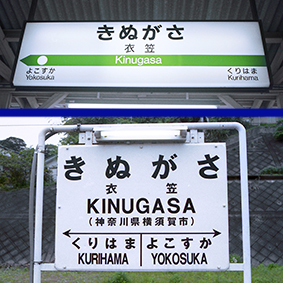 きぬがさ
衣笠
Kinugasa
よこすか くりはま
Yokosuka Kurihama
きぬがさ
衣笠
KINUGASA
(神奈川県横須賀市)
くりはま よこすか
KURIHAMA YOKOSUKA